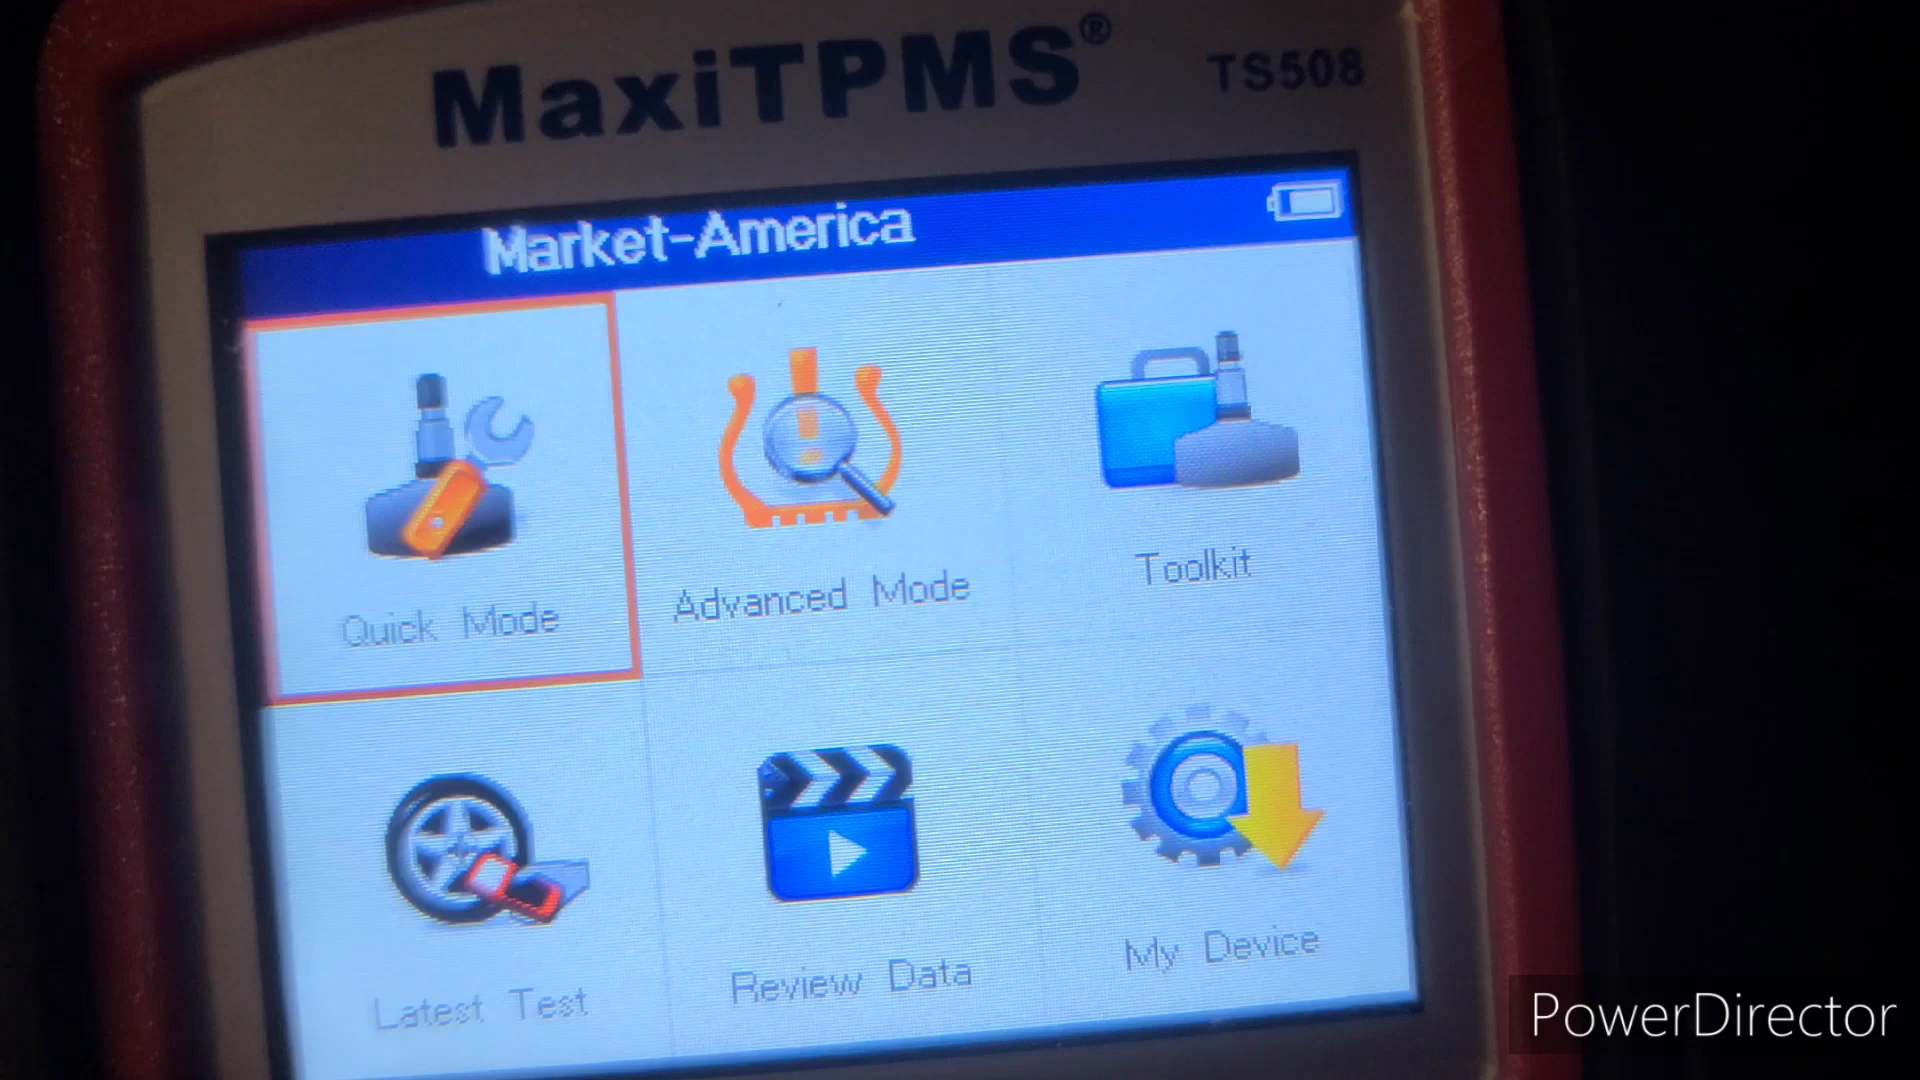 MaxiTPMS® TS508
Market-America
Quick Mode
Advanced Mode
Toolkit
Latest Test
Review Data
My Device
PowerDirector